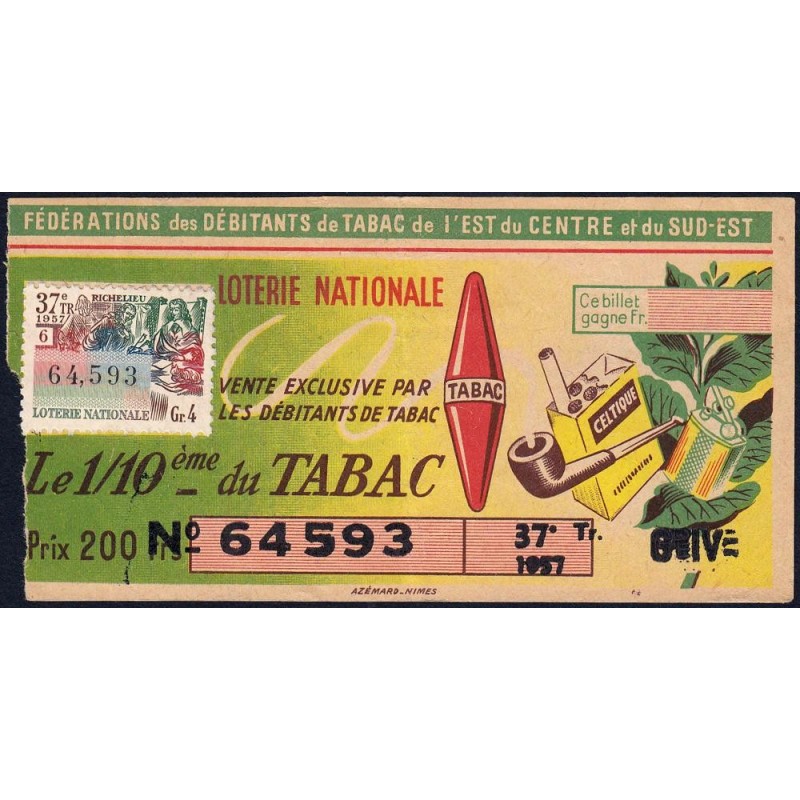 FÉDÉRATIONS des DÉBITANTS de TABAC de l'EST du CENTRE et du SUD-EST
37e TR
1957
6
RICHELIEU
64,593
LOTERIE NATIONALE
Gr.4
LOTERIE NATIONALE
VENTE EXCLUSIVE PAR
LES DÉBITANTS DE TABAC
TABAC
Ce billet
gagne Fr.
CELTIQUE
Le 1/10ème du TABAC
Prix 200 Frs
No 64593
37e Tr.
1957
BRIVE
AZÉMARD_NIMES